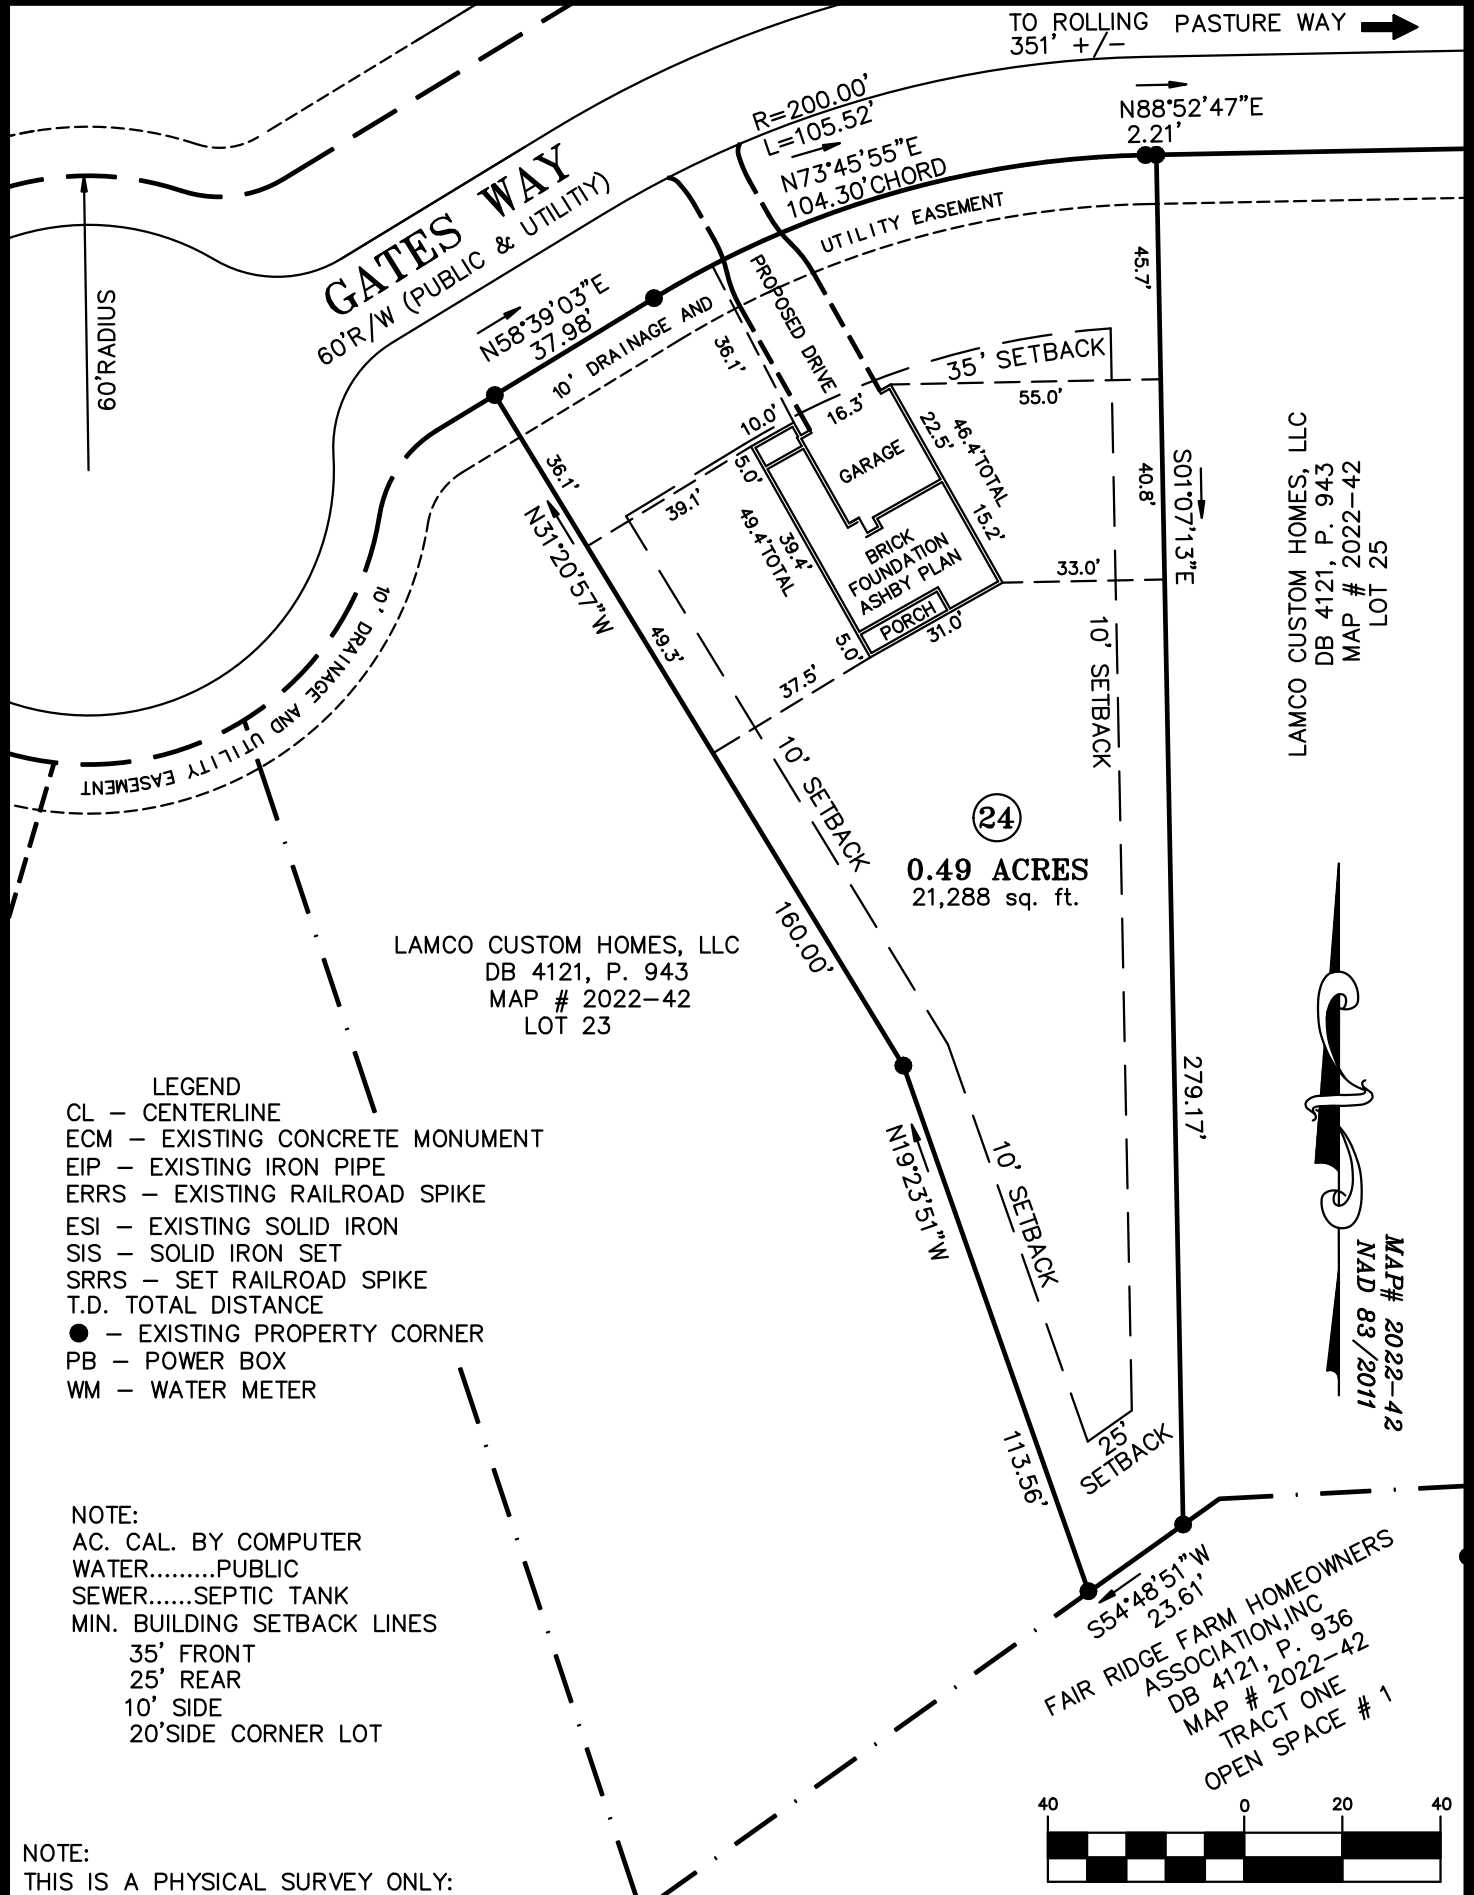 TO ROLLING PASTURE WAY
351' +/-
R=200.00'
L=105.52'
N73°45'55"E
104.30'CHORD
N88°52'47"E
2.21'
GATES WAY
60'R/W (PUBLIC & UTILITIY)
60'RADIUS
N58°39'03"E
37.98'
10' DRAINAGE AND
UTILITY EASEMENT
PROPOSED DRIVE
36.1'
45.7'
35' SETBACK
55.0'
10.0'
16.3'
36.1'
39.1'
5.0'
GARAGE
22.5'
46.4'TOTAL
40.8'
S01°07'13"E
N31°20'57"W
39.4'
49.4'TOTAL
15.2'
BRICK
FOUNDATION
ASHBY PLAN
PORCH
31.0'
33.0'
5.0'
37.5'
49.3'
10' SETBACK
10' SETBACK
LAMCO CUSTOM HOMES, LLC
DB 4121, P. 943
MAP # 2022-42
LOT 25
10' DRAINAGE AND UTILITY EASEMENT
24
0.49 ACRES
21,288 sq. ft.
160.00'
LAMCO CUSTOM HOMES, LLC
DB 4121, P. 943
MAP # 2022-42
LOT 23
279.17'
N19°23'51"W
10' SETBACK
113.56'
25'
SETBACK
MAP# 2022-42
NAD 83/2011
LEGEND
CL - CENTERLINE
ECM - EXISTING CONCRETE MONUMENT
EIP - EXISTING IRON PIPE
ERRS - EXISTING RAILROAD SPIKE
ESI - EXISTING SOLID IRON
SIS - SOLID IRON SET
SRRS - SET RAILROAD SPIKE
T.D. TOTAL DISTANCE
● - EXISTING PROPERTY CORNER
PB - POWER BOX
WM - WATER METER
NOTE:
AC. CAL. BY COMPUTER
WATER.........PUBLIC
SEWER......SEPTIC TANK
MIN. BUILDING SETBACK LINES
35' FRONT
25' REAR
10' SIDE
20'SIDE CORNER LOT
S54°48'51"W
23.61'
FAIR RIDGE FARM HOMEOWNERS
ASSOCIATION,INC
DB 4121, P. 936
MAP # 2022-42
TRACT ONE
OPEN SPACE # 1
40 0 20 40
NOTE:
THIS IS A PHYSICAL SURVEY ONLY: